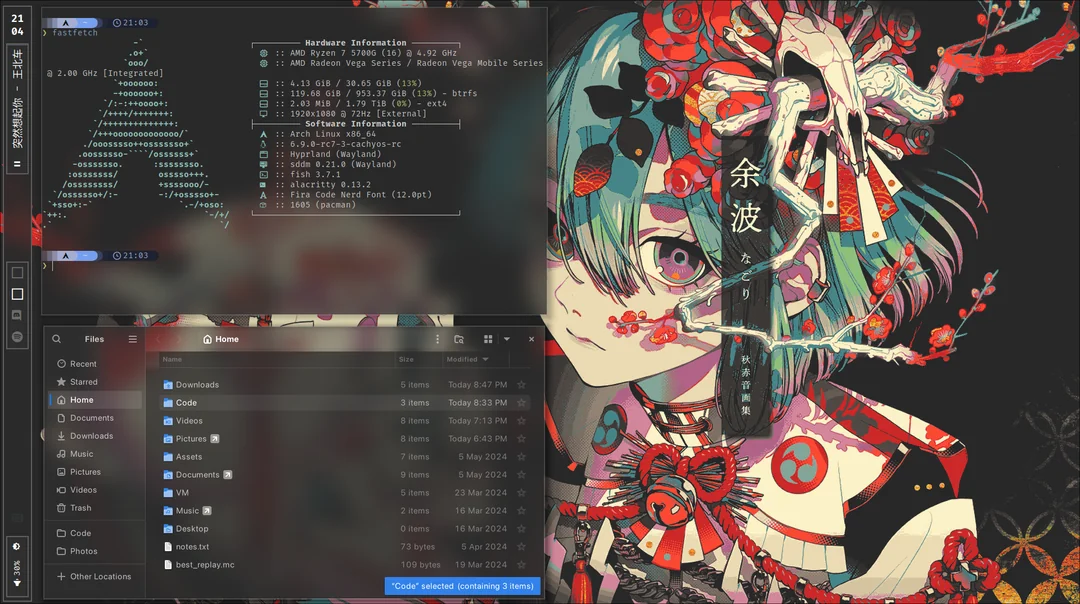 21
04
突然想起你 - 王北车
30%
21:03
❯ fastfetch
@ 2.00 GHz [Integrated]
Hardware Information
:: AMD Ryzen 7 5700G (16) @ 4.92 GHz
:: AMD Radeon Vega Series / Radeon Vega Mobile Series
:: 4.13 GiB / 30.65 GiB (13%)
:: 119.68 GiB / 953.37 GiB (13%) - btrfs
:: 2.03 MiB / 1.79 TiB (0%) - ext4
:: 1920x1080 @ 72Hz [External]
Software Information
:: Arch Linux x86_64
:: 6.9.0-rc7-3-cachyos-rc
:: Hyprland (Wayland)
:: sddm 0.21.0 (Wayland)
:: fish 3.7.1
:: alacritty 0.13.2
:: Fira Code Nerd Font (12.0pt)
:: 1605 (pacman)
21:03
❯
Files
Recent
Starred
Home
Documents
Downloads
Music
Pictures
Videos
Trash
Code
Photos
Other Locations
Home
Name Size Modified
Downloads 5 items Today 8:47 PM
Code 3 items Today 8:33 PM
Videos 8 items Today 7:13 PM
Pictures 8 items Today 6:43 PM
Assets 7 items 5 May 2024
Documents 9 items 5 May 2024
VM 5 items 23 Mar 2024
Music 2 items 16 Mar 2024
Desktop 0 items 16 Mar 2024
notes.txt 73 bytes 5 Apr 2024
best_replay.mc 109 bytes 19 Mar 2024
"Code" selected (containing 3 items)
余波
なごり
秋赤音画集